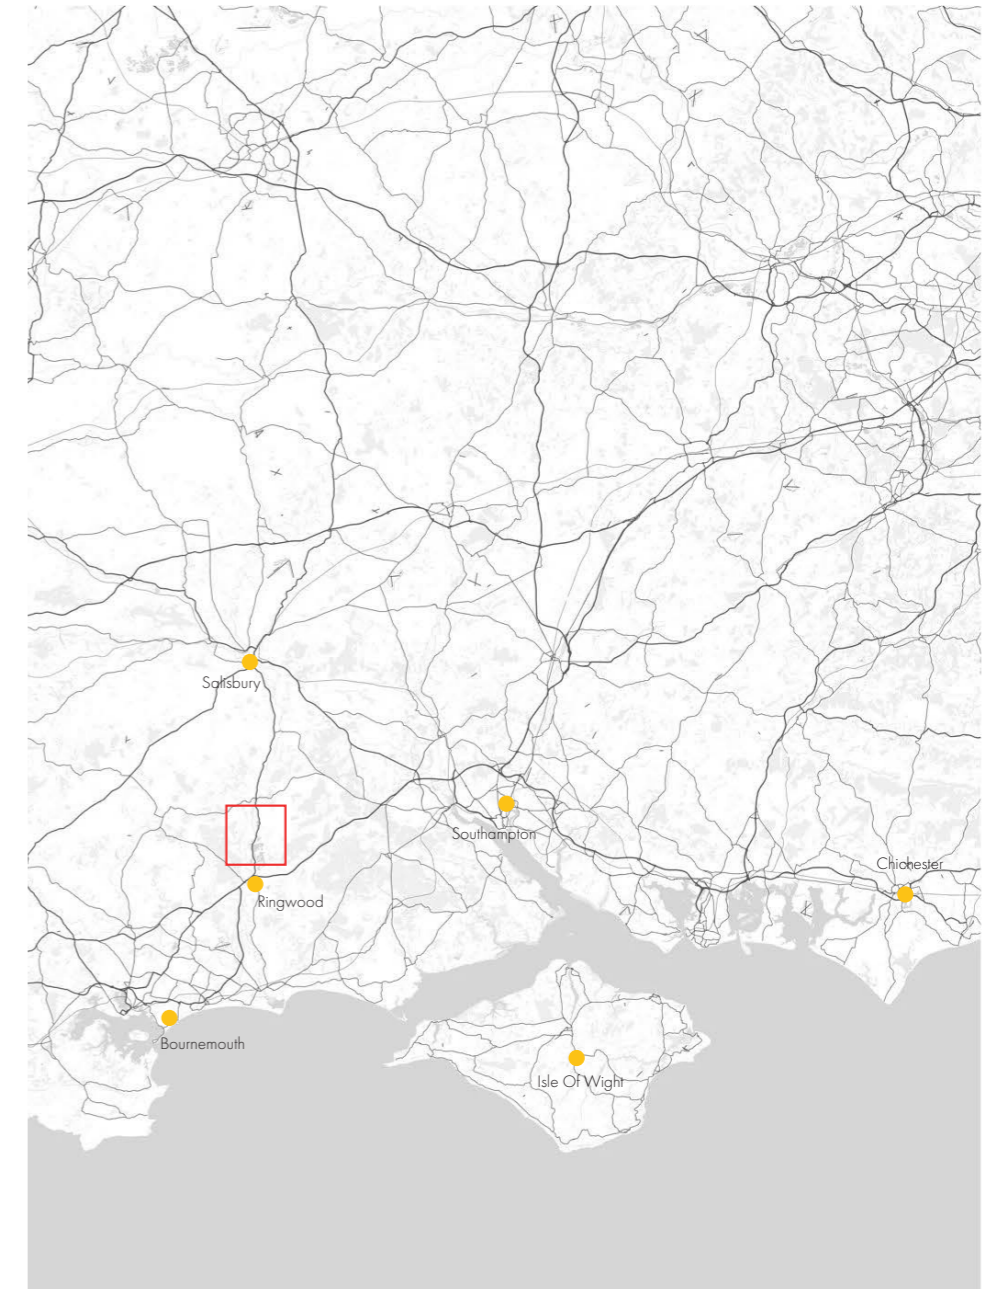 Salisbury
Southampton
Chichester
Ringwood
Bournemouth
Isle Of Wight